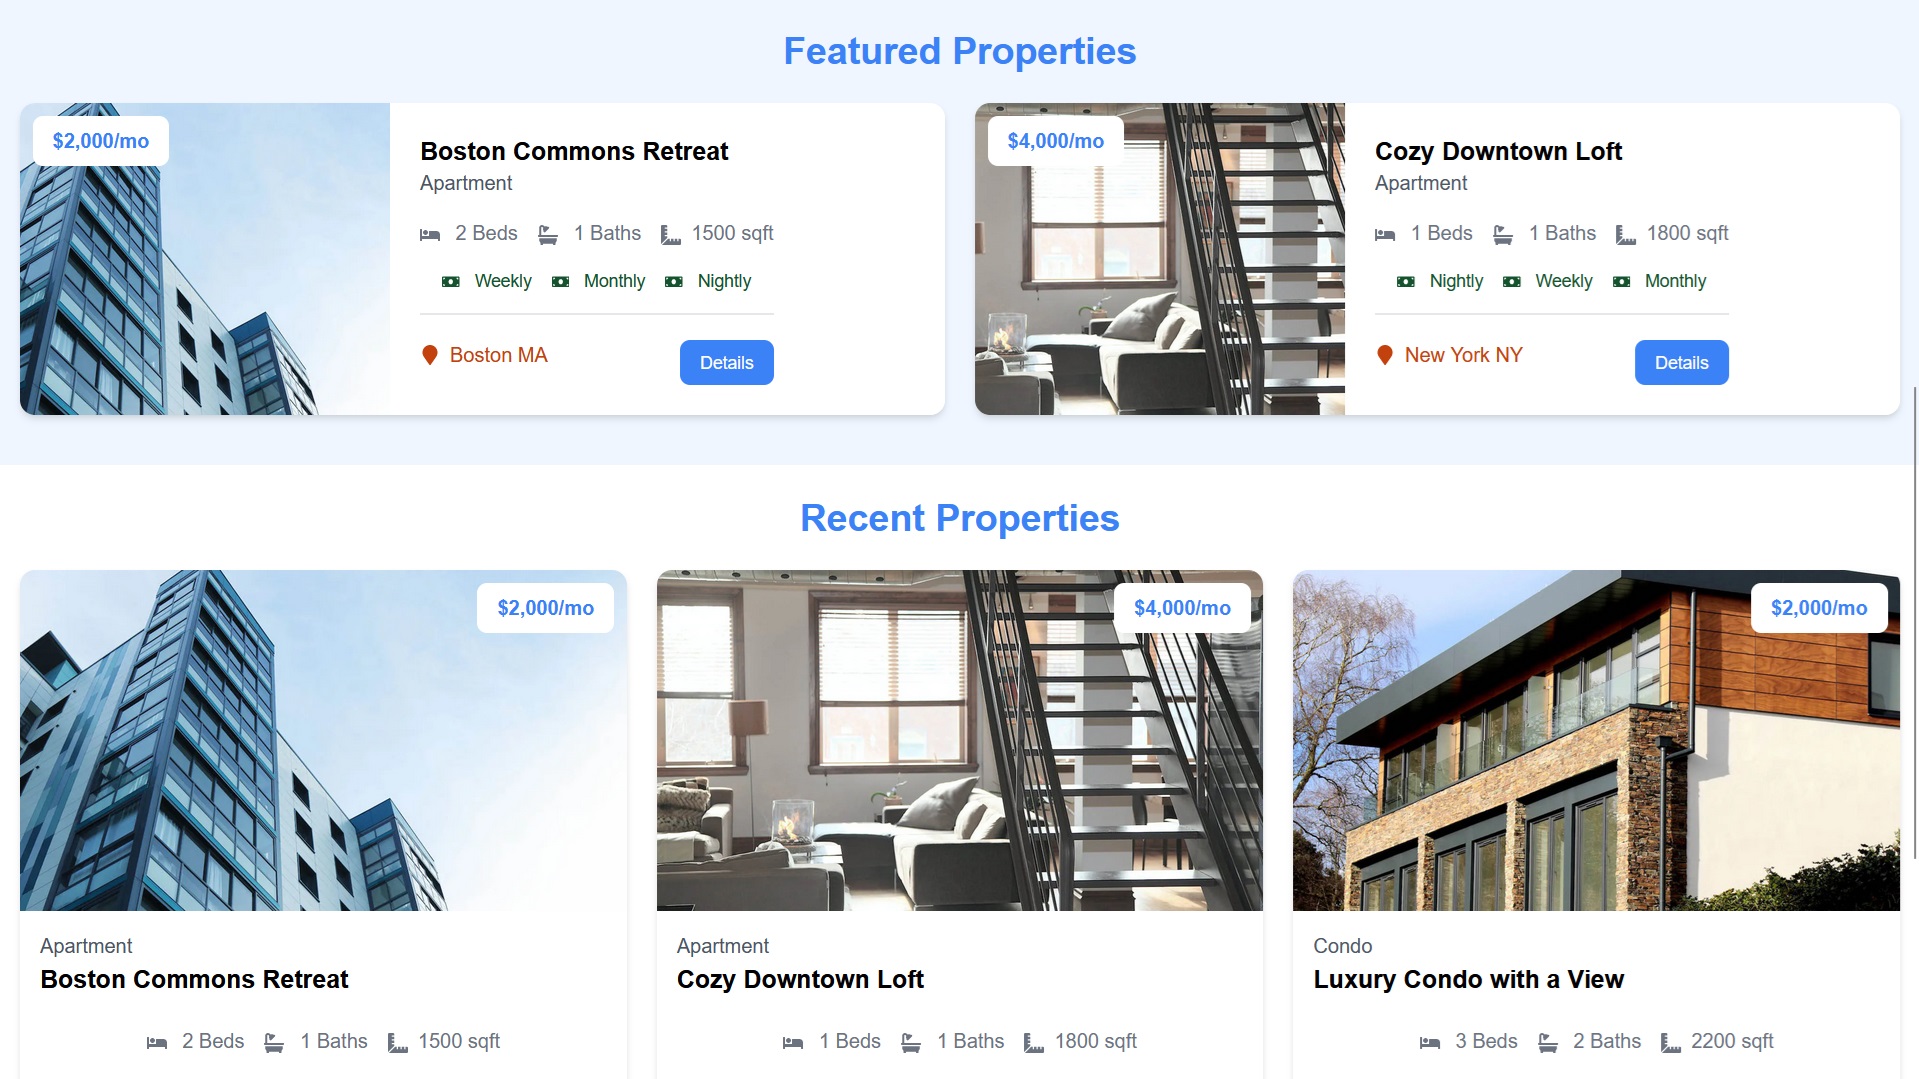 Featured Properties
$2,000/mo
Boston Commons Retreat
Apartment
2 Beds 1 Baths 1500 sqft
Weekly Monthly Nightly
Boston MA
Details
$4,000/mo
Cozy Downtown Loft
Apartment
1 Beds 1 Baths 1800 sqft
Nightly Weekly Monthly
New York NY
Details
Recent Properties
$2,000/mo
Apartment
Boston Commons Retreat
2 Beds 1 Baths 1500 sqft
$4,000/mo
Apartment
Cozy Downtown Loft
1 Beds 1 Baths 1800 sqft
$2,000/mo
Condo
Luxury Condo with a View
3 Beds 2 Baths 2200 sqft